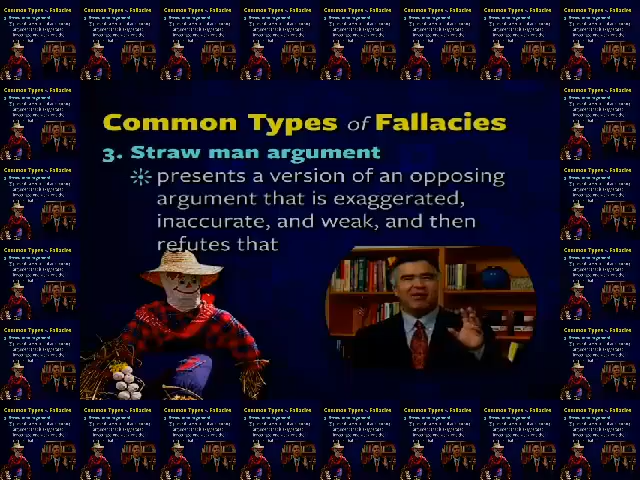 Common Types of Fallacies
3. Straw man argument
presents a version of an opposing
argument that is exaggerated,
inaccurate, and weak, and then
refutes that